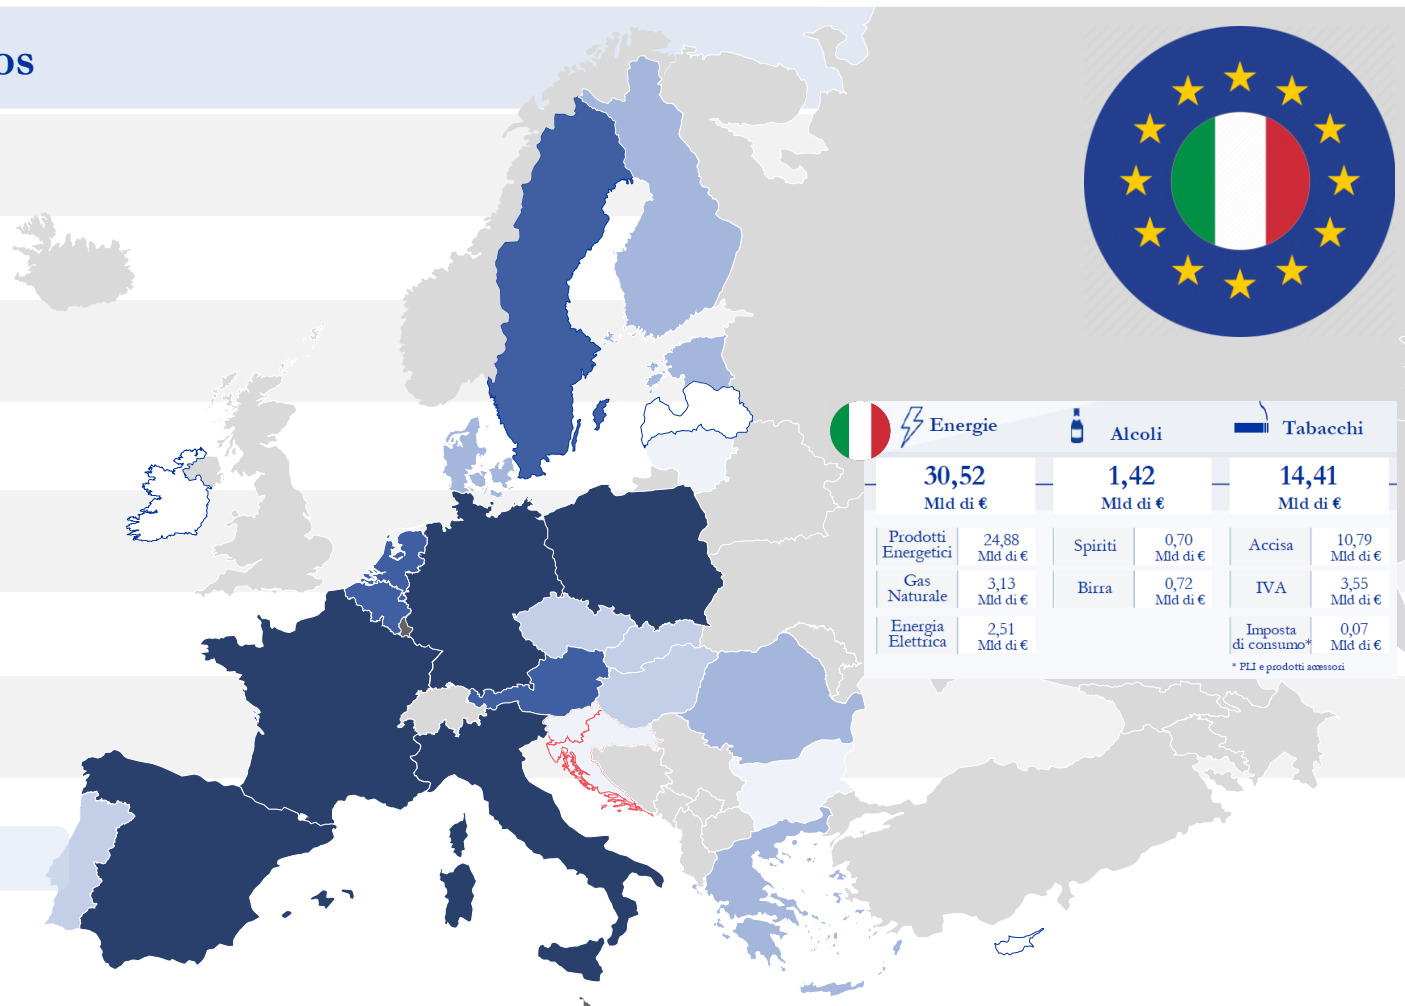 OS
Energie
Alcoli
Tabacchi
30,52
Mld di €
1,42
Mld di €
14,41
Mld di €
Prodotti
Energetici
24,88
Mld di €
Spiriti
0,70
Mld di €
Accisa
10,79
Mld di €
Gas
Naturale
3,13
Mld di €
Birra
0,72
Mld di €
IVA
3,55
Mld di €
Energia
Elettrica
2,51
Mld di €
Imposta
di consumo*
0,07
Mld di €
* PLI e prodotti accessori